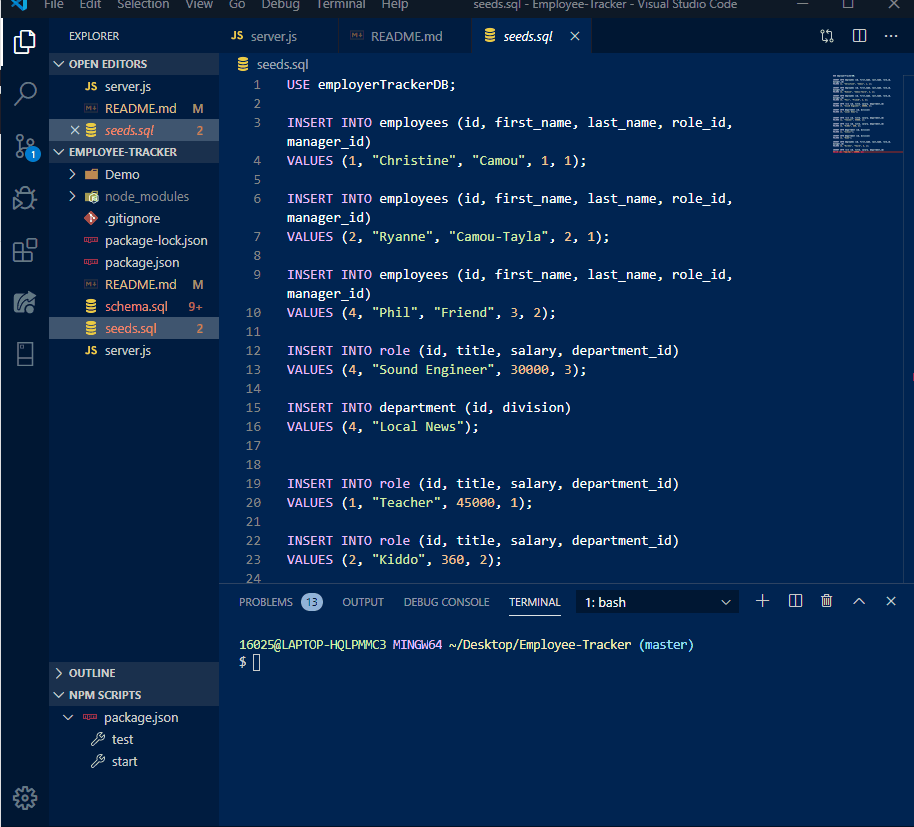 File Edit Selection View Go Debug Terminal Help seeds.sql - Employee-Tracker - Visual Studio Code
EXPLORER
OPEN EDITORS
JS server.js
README.md M
seeds.sql 2
EMPLOYEE-TRACKER
Demo
node_modules
.gitignore
package-lock.json
package.json
README.md M
schema.sql 9+
seeds.sql 2
JS server.js
OUTLINE
NPM SCRIPTS
package.json
test
start
1
JS server.js README.md seeds.sql
seeds.sql
1 USE employerTrackerDB;
2
3 INSERT INTO employees (id, first_name, last_name, role_id,
manager_id)
4 VALUES (1, "Christine", "Camou", 1, 1);
5
6 INSERT INTO employees (id, first_name, last_name, role_id,
manager_id)
7 VALUES (2, "Ryanne", "Camou-Tayla", 2, 1);
8
9 INSERT INTO employees (id, first_name, last_name, role_id,
manager_id)
10 VALUES (4, "Phil", "Friend", 3, 2);
11
12 INSERT INTO role (id, title, salary, department_id)
13 VALUES (4, "Sound Engineer", 30000, 3);
14
15 INSERT INTO department (id, division)
16 VALUES (4, "Local News");
17
18
19 INSERT INTO role (id, title, salary, department_id)
20 VALUES (1, "Teacher", 45000, 1);
21
22 INSERT INTO role (id, title, salary, department_id)
23 VALUES (2, "Kiddo", 360, 2);
24
PROBLEMS 13 OUTPUT DEBUG CONSOLE TERMINAL 1: bash
16025@LAPTOP-HQLPMMC3 MINGW64 ~/Desktop/Employee-Tracker (master)
$